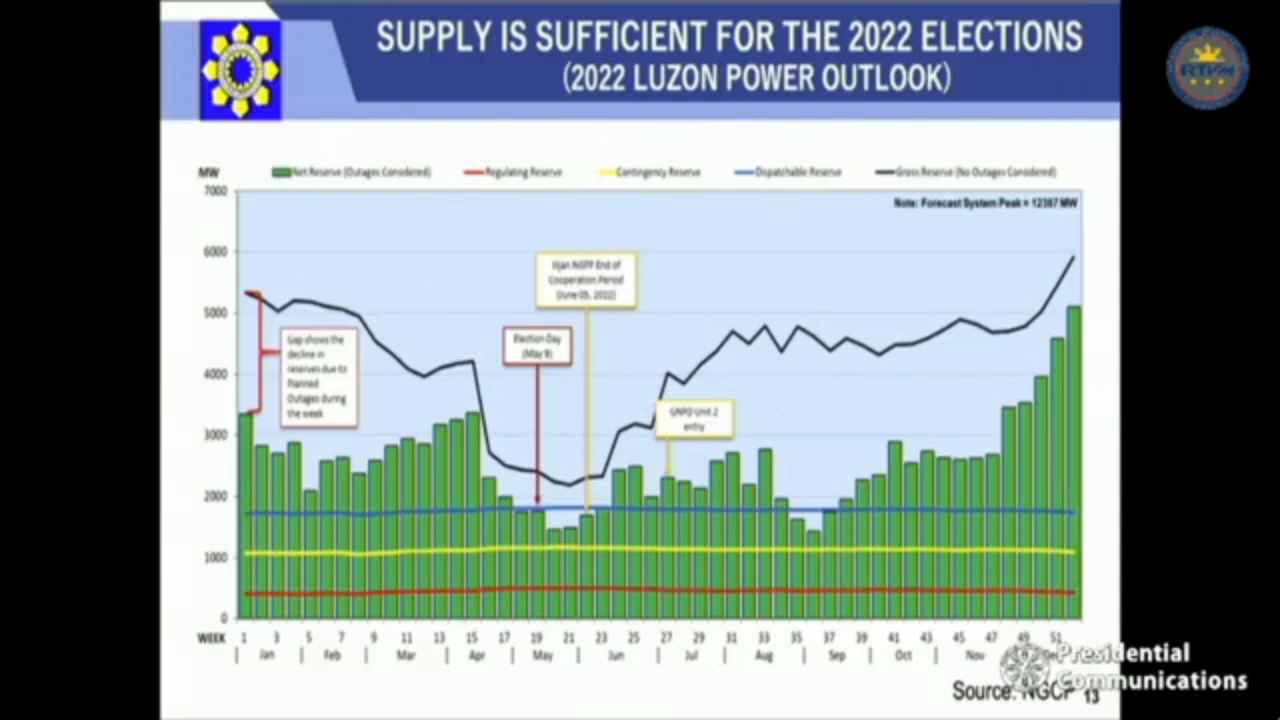 SUPPLY IS SUFFICIENT FOR THE 2022 ELECTIONS
(2022 LUZON POWER OUTLOOK)
RTVM
MW
Net Reserve (Outages Considered)
Regulating Reserve
Contingency Reserve
Dispatchable Reserve
Gross Reserve (No Outages Considered)
Note: Forecast System Peak = 12387 MW
7000
6000
5000
4000
3000
2000
1000
0
Gap shows the
decline in
reserves due to
Planned
Outages during
the week
Election Day
(May 9)
Ilijan NGPP End of
Cooperation Period
(June 05, 2022)
GNPD Unit 2
entry
WEEK 1 3 5 7 9 11 13 15 17 19 21 23 25 27 29 31 33 35 37 39 41 43 45 47 49 51
Jan Feb Mar Apr May Jun Jul Aug Sep Oct Nov
Source: NGCP 13
Presidential
Communications